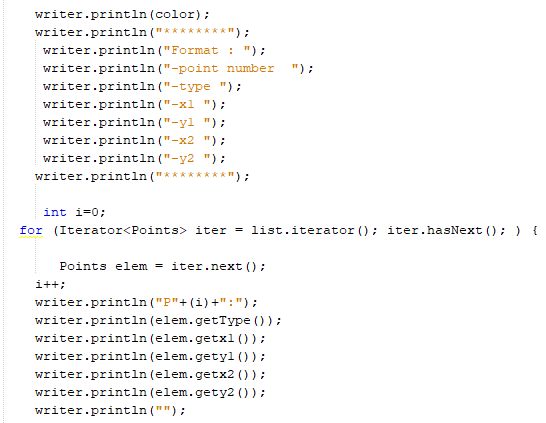 writer.println(color);
writer.println("********");
writer.println("Format : ");
writer.println("-point number  ");
writer.println("-type ");
writer.println("-x1 ");
writer.println("-y1 ");
writer.println("-x2 ");
writer.println("-y2 ");
writer.println("********");
int i=0;
for (Iterator<Points> iter = list.iterator(); iter.hasNext(); ) {
Points elem = iter.next();
i++;
writer.println("P"+(i)+":");
writer.println(elem.getType());
writer.println(elem.getx1());
writer.println(elem.gety1());
writer.println(elem.getx2());
writer.println(elem.gety2());
writer.println("");